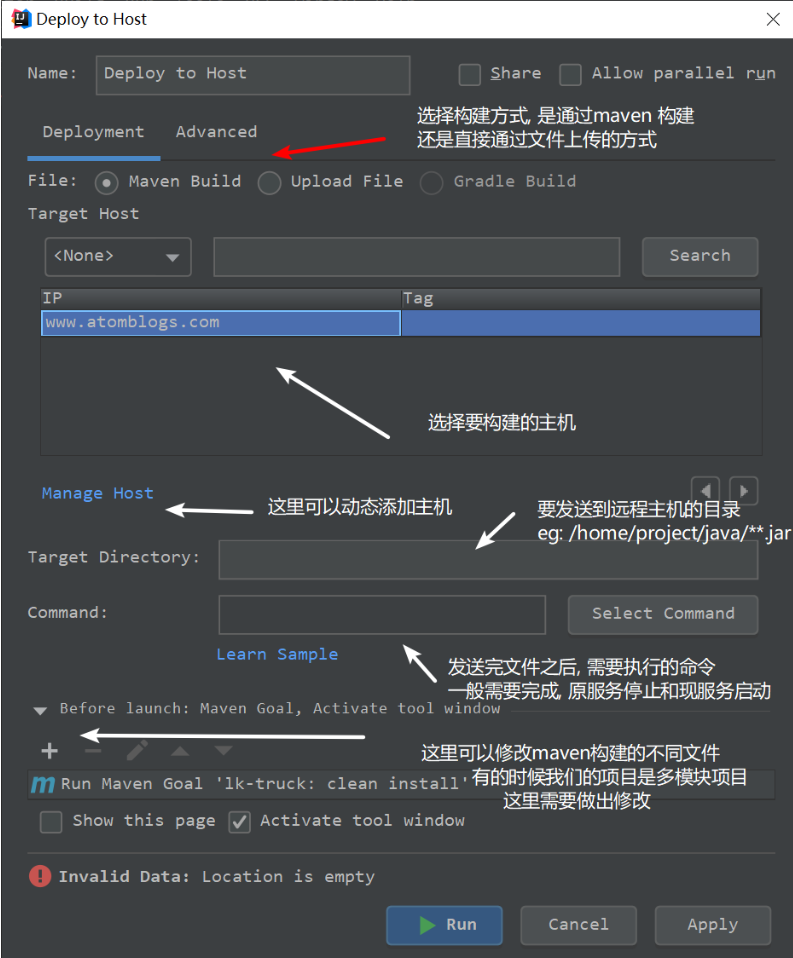 Deploy to Host
Name: Deploy to Host Share Allow parallel run
选择构建方式, 是通过maven 构建
还是直接通过文件上传的方式
Deployment Advanced
File: Maven Build Upload File Gradle Build
Target Host
<None> Search
IP Tag
www.atomblogs.com
选择要构建的主机
Manage Host
这里可以动态添加主机
要发送到远程主机的目录
eg: /home/project/java/**.jar
Target Directory:
Command: Select Command
Learn Sample
发送完文件之后, 需要执行的命令
一般需要完成, 原服务停止和现服务启动
Before launch: Maven Goal, Activate tool window
这里可以修改maven构建的不同文件
有的时候我们的项目是多模块项目
这里需要做出修改
Run Maven Goal 'lk-truck: clean install'
Show this page Activate tool window
Invalid Data: Location is empty
Run Cancel Apply